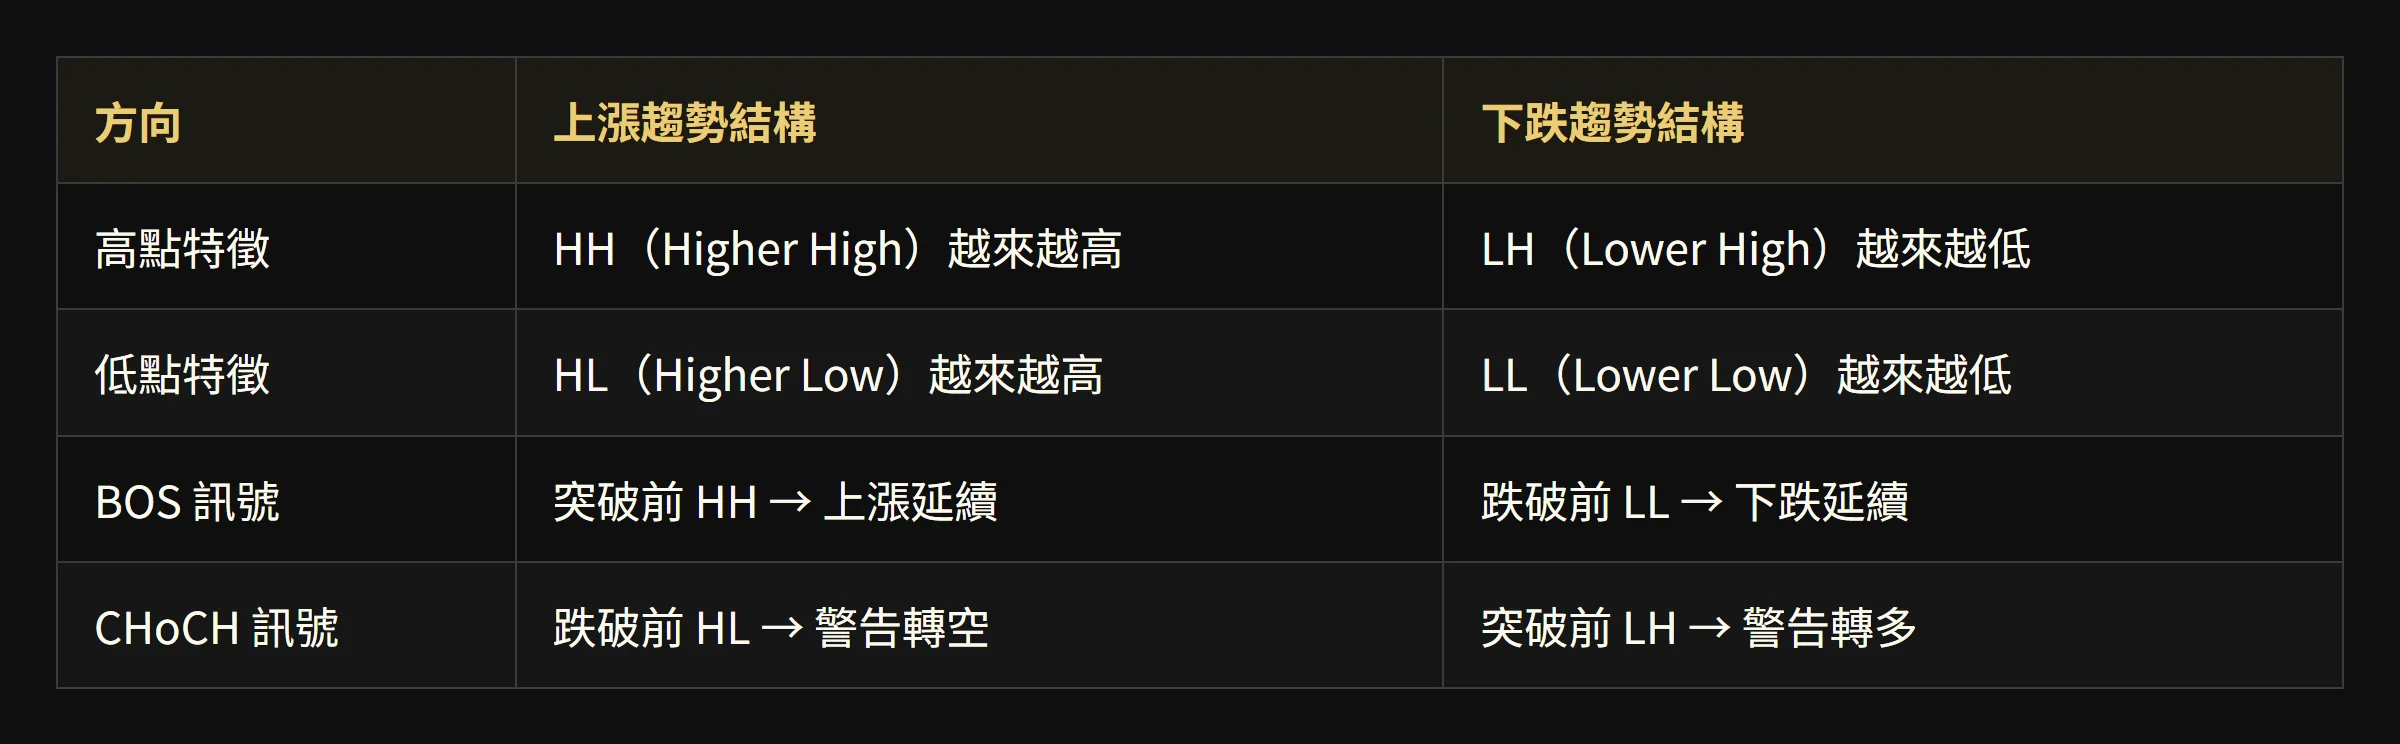 方向 上漲趨勢結構 下跌趨勢結構
高點特徵 HH（Higher High）越來越高 LH（Lower High）越來越低
低點特徵 HL（Higher Low）越來越高 LL（Lower Low）越來越低
BOS 訊號 突破前 HH → 上漲延續 跌破前 LL → 下跌延續
CHoCH 訊號 跌破前 HL → 警告轉空 突破前 LH → 警告轉多